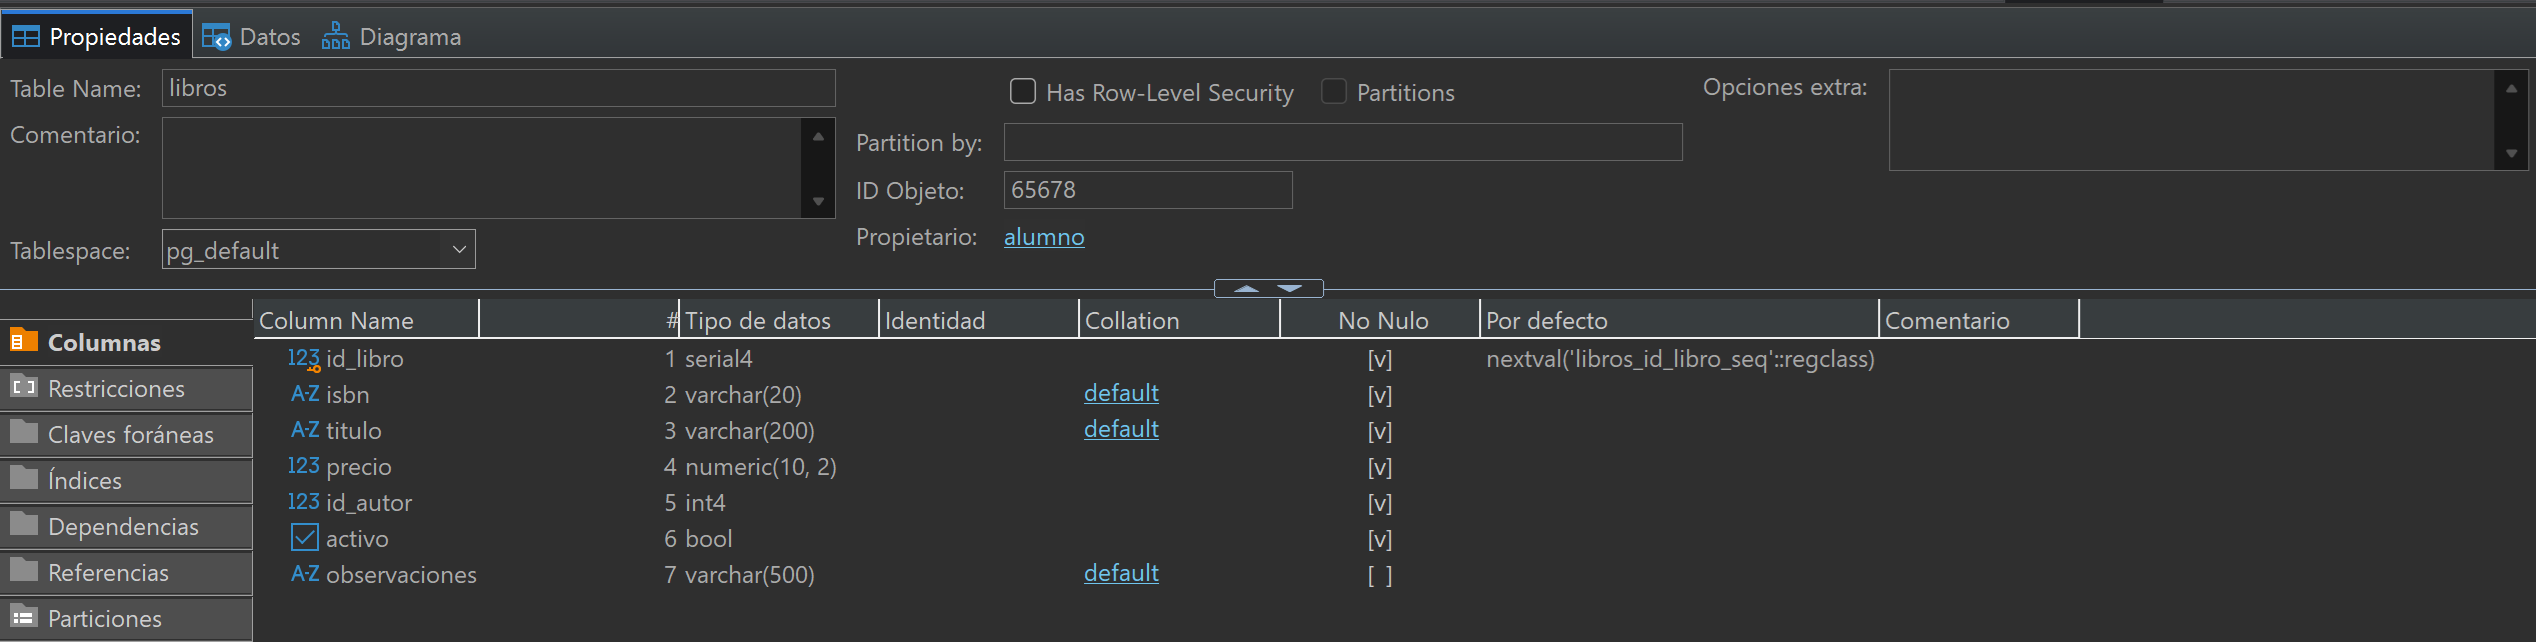 Propiedades Datos Diagrama
Table Name: libros
Comentario:
Tablespace: pg_default
Has Row-Level Security Partitions
Partition by:
ID Objeto: 65678
Propietario: alumno
Opciones extra:
Columnas
Restricciones
Claves foráneas
Índices
Dependencias
Referencias
Particiones
Column Name # Tipo de datos Identidad Collation No Nulo Por defecto Comentario
123 id_libro 1 serial4 [v] nextval('libros_id_libro_seq'::regclass)
A-Z isbn 2 varchar(20) default [v]
A-Z titulo 3 varchar(200) default [v]
123 precio 4 numeric(10, 2) [v]
123 id_autor 5 int4 [v]
activo 6 bool [v]
A-Z observaciones 7 varchar(500) default [ ]